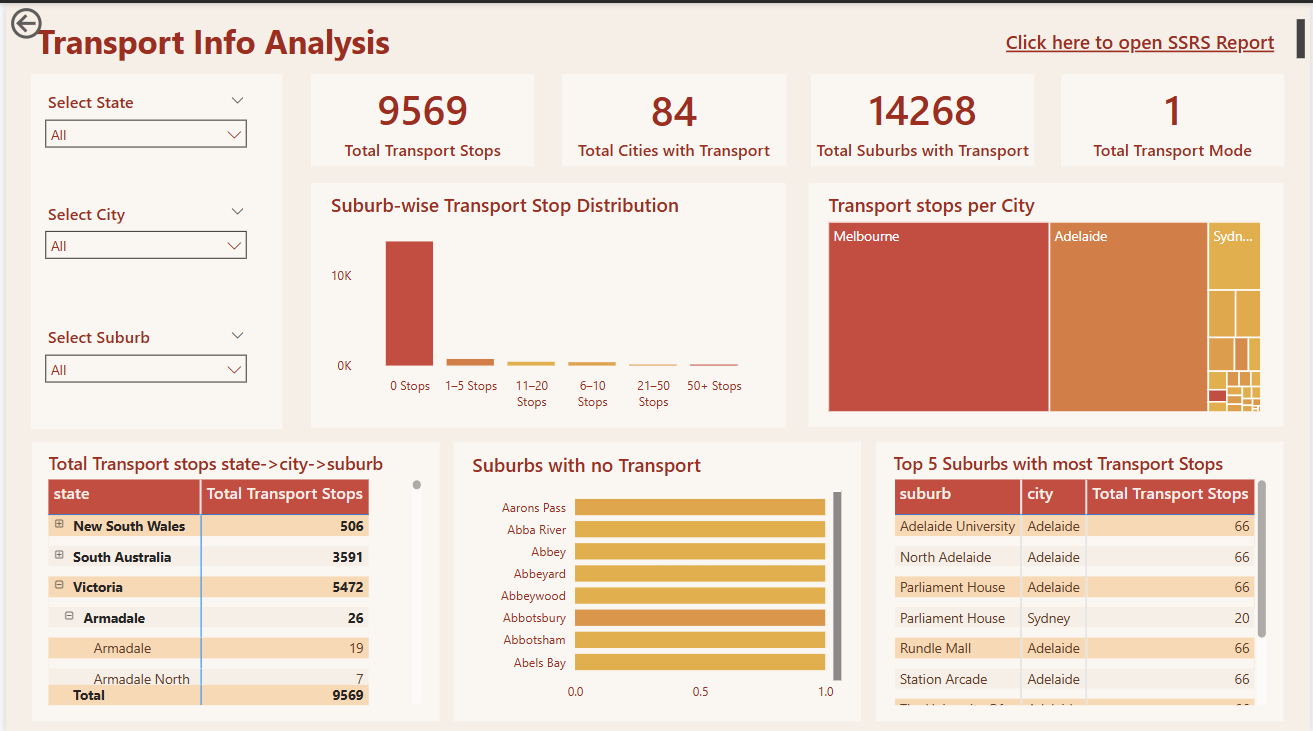 Transport Info Analysis
Click here to open SSRS Report
Select State
All
Select City
All
Select Suburb
All
9569
Total Transport Stops
84
Total Cities with Transport
14268
Total Suburbs with Transport
1
Total Transport Mode
Suburb-wise Transport Stop Distribution
10K
0K
0 Stops
1–5 Stops
11–20
Stops
6–10
Stops
21–50
Stops
50+ Stops
Transport stops per City
Melbourne
Adelaide
Sydn...
Total Transport stops state->city->suburb
state Total Transport Stops
New South Wales 506
South Australia 3591
Victoria 5472
Armadale 26
Armadale 19
Armadale North 7
Total 9569
Suburbs with no Transport
Aarons Pass
Abba River
Abbey
Abbeyard
Abbeywood
Abbotsbury
Abbotsham
Abels Bay
0.0 0.5 1.0
Top 5 Suburbs with most Transport Stops
suburb city Total Transport Stops
Adelaide University Adelaide 66
North Adelaide Adelaide 66
Parliament House Adelaide 66
Parliament House Sydney 20
Rundle Mall Adelaide 66
Station Arcade Adelaide 66